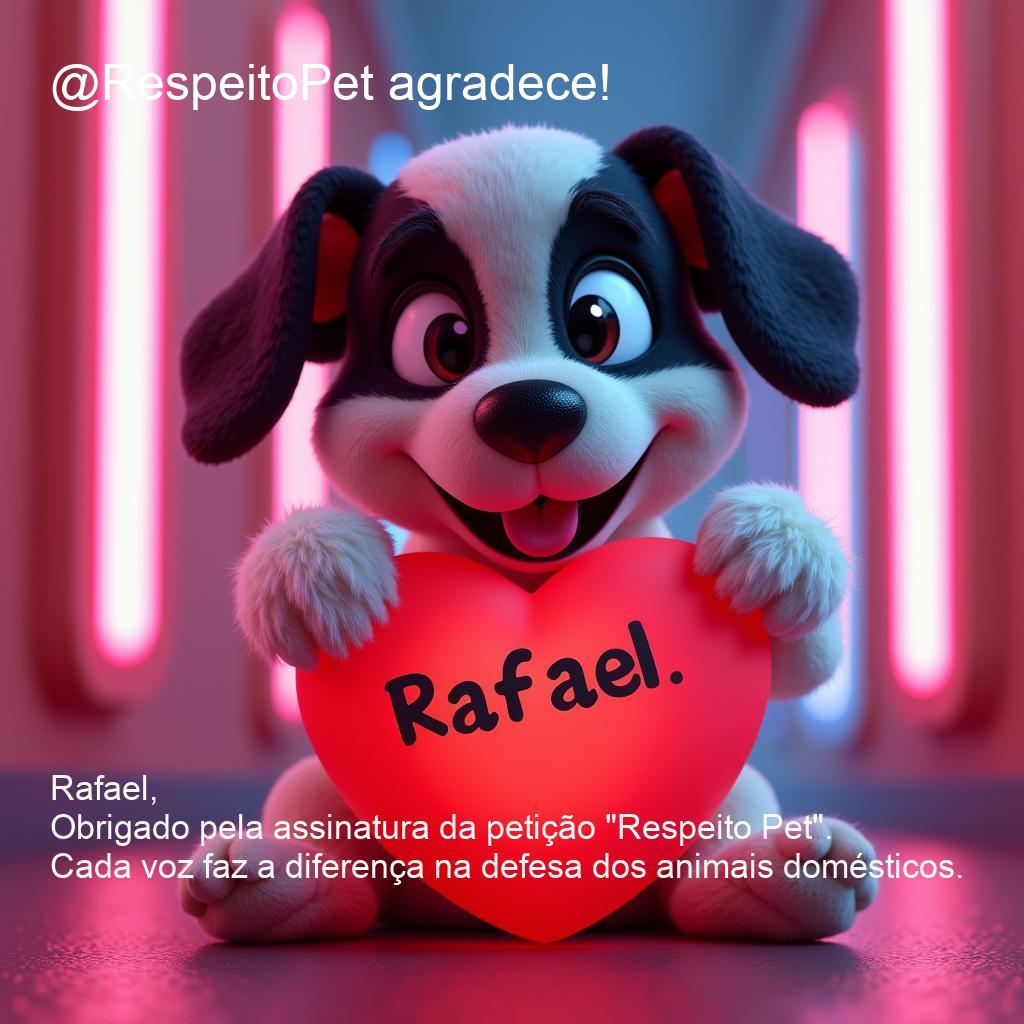 @RespeitoPet agradece!
Rafael.
Rafael,
Obrigado pela assinatura da petição "Respeito Pet".
Cada voz faz a diferença na defesa dos animais domésticos.